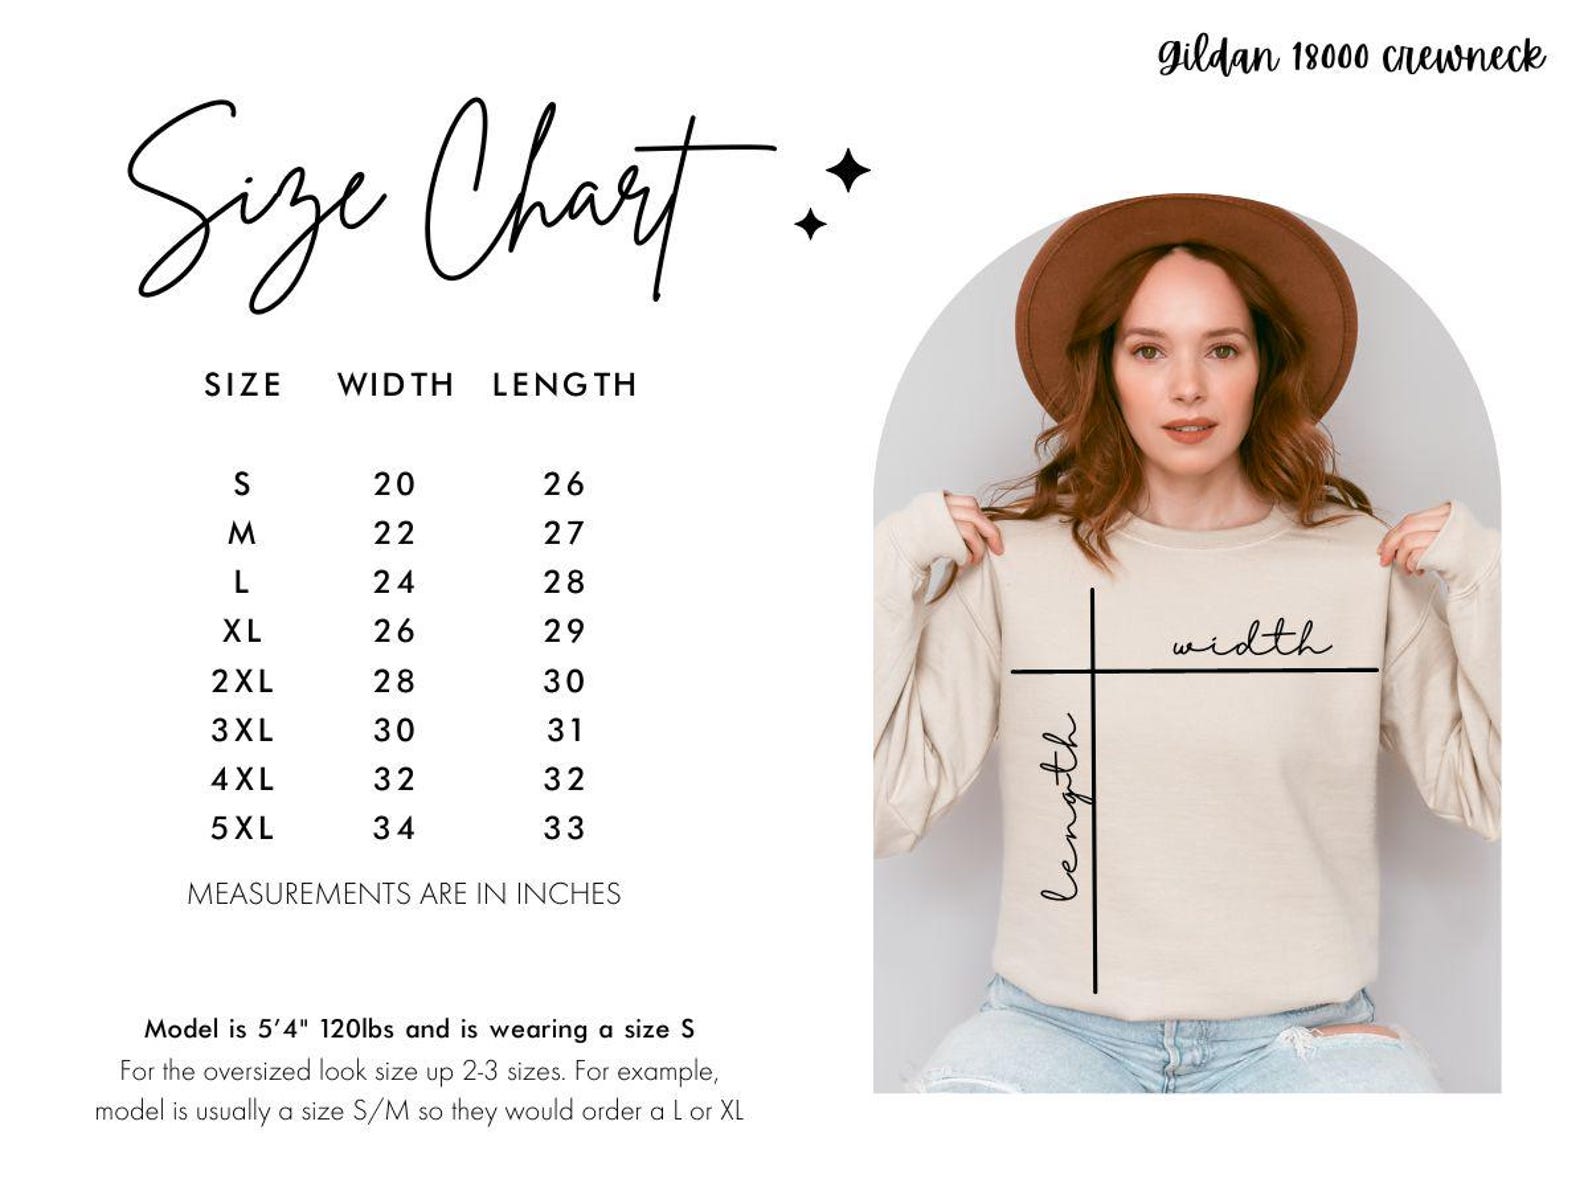 gildan 18000 crewneck
Size Chart
SIZE WIDTH LENGTH
S 20 26
M 22 27
L 24 28
XL 26 29
2XL 28 30
3XL 30 31
4XL 32 32
5XL 34 33
MEASUREMENTS ARE IN INCHES
Model is 5’4" 120lbs and is wearing a size S
For the oversized look size up 2-3 sizes. For example,
model is usually a size S/M so they would order a L or XL
width
length